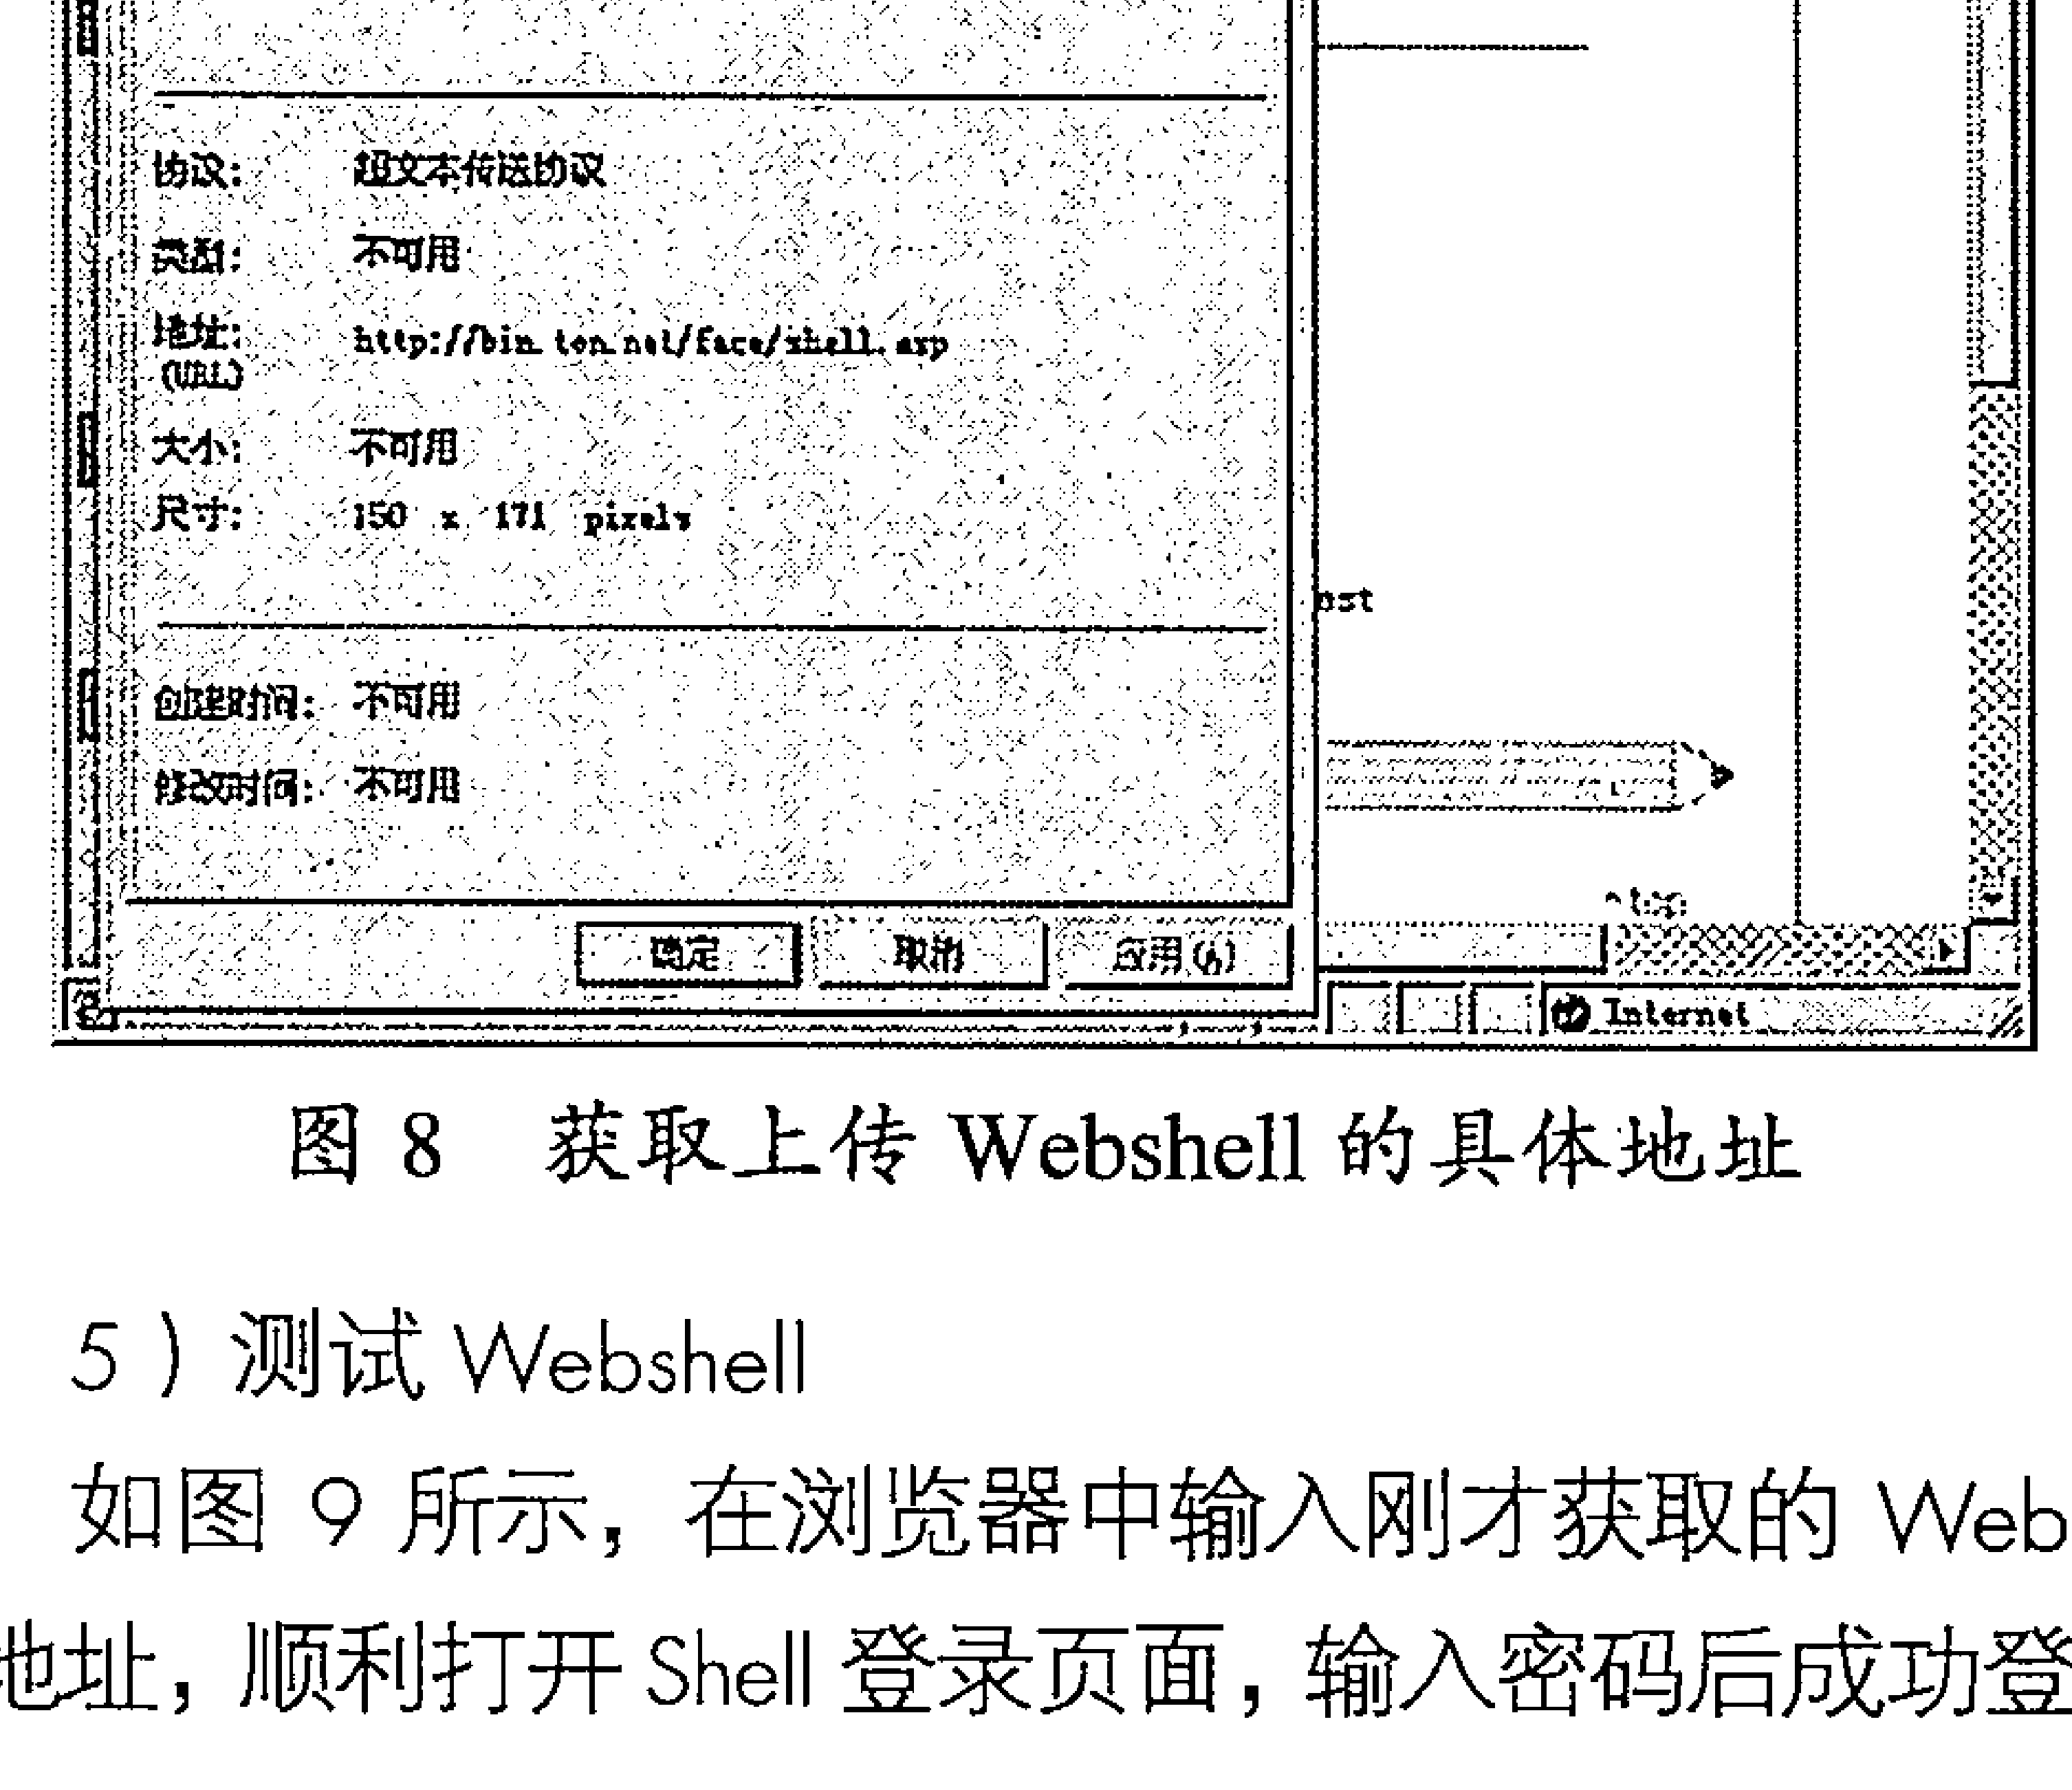 协议: 超文本传送协议
类型: 不可用
地址: (URL)
大小: 不可用
尺寸: 150 x 171 pixels
ost
创建时间: 不可用
修改时间: 不可用
确定 取消 应用(A)
Internet
图 8 获取上传 Webshell 的具体地址
5）测试 Webshell
如图 9 所示，在浏览器中输入刚才获取的 Web
地址，顺利打开 Shell 登录页面，输入密码后成功登